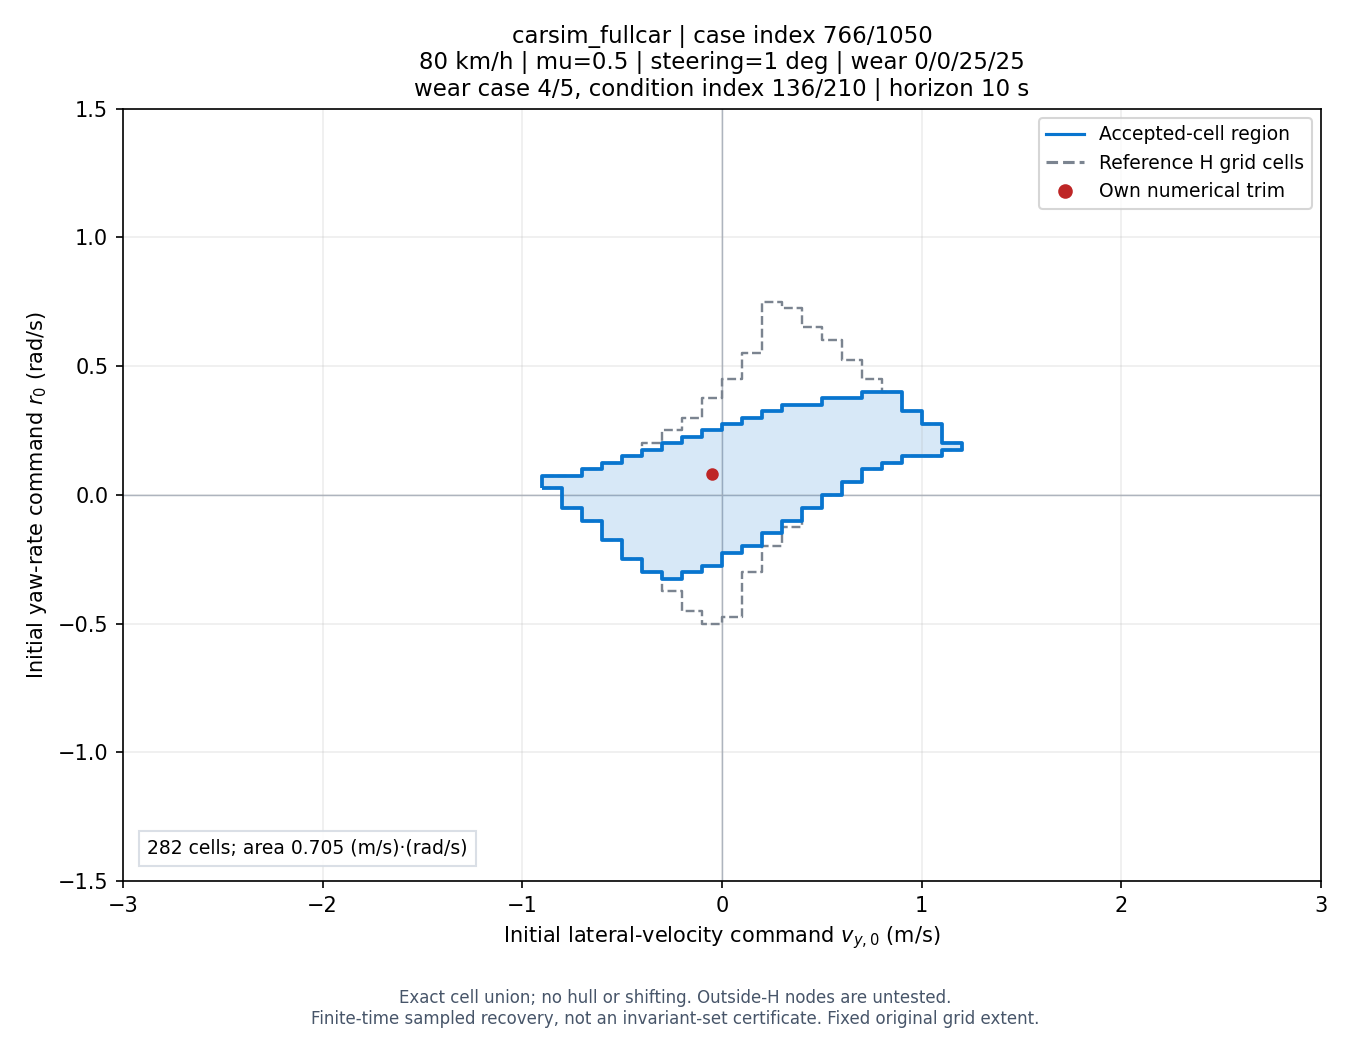 carsim_fullcar | case index 766/1050
80 km/h | mu=0.5 | steering=1 deg | wear 0/0/25/25
wear case 4/5, condition index 136/210 | horizon 10 s
Accepted-cell region
Reference H grid cells
Own numerical trim
1.5
1.0
0.5
0.0
−0.5
−1.0
−1.5
Initial yaw-rate command r0 (rad/s)
282 cells; area 0.705 (m/s)·(rad/s)
−3
−2
−1
0
1
2
3
Initial lateral-velocity command vy,0 (m/s)
Exact cell union; no hull or shifting. Outside-H nodes are untested.
Finite-time sampled recovery, not an invariant-set certificate. Fixed original grid extent.